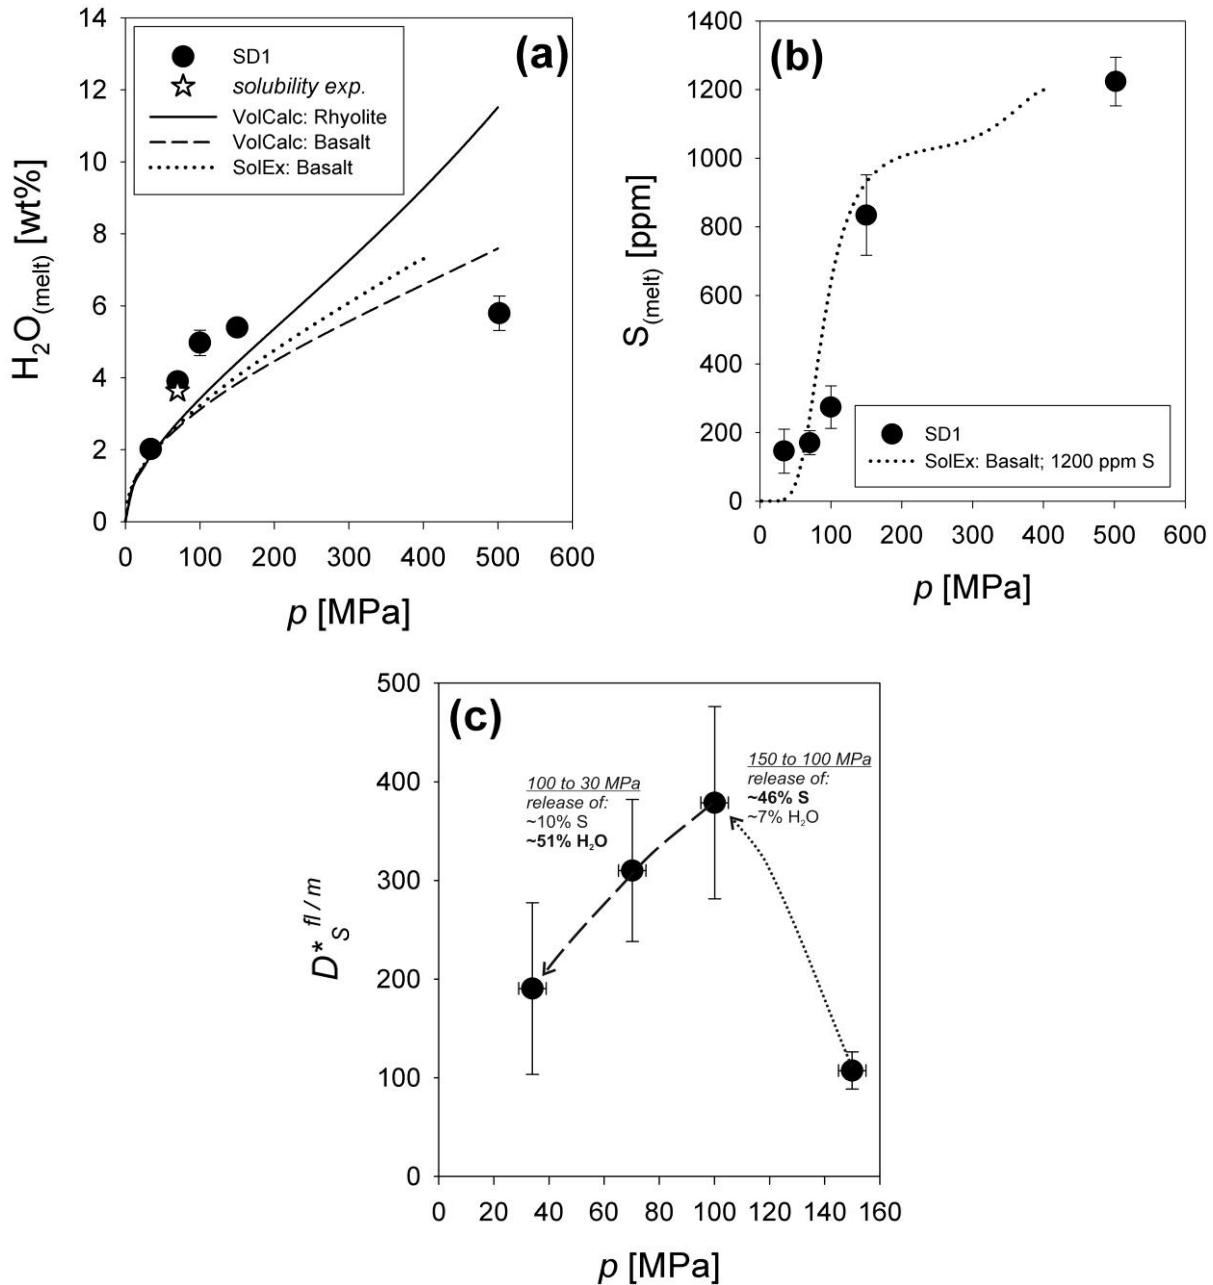 (a)
14
12
10
8
6
4
2
0
H2O(melt) [wt%]
SD1
solubility exp.
VolCalc: Rhyolite
VolCalc: Basalt
SolEx: Basalt
0 100 200 300 400 500 600
p [MPa]
(b)
1400
1200
1000
800
600
400
200
0
S(melt) [ppm]
SD1
SolEx: Basalt; 1200 ppm S
0 100 200 300 400 500 600
p [MPa]
(c)
500
400
300
200
100
0
D*S fl / m
100 to 30 MPa
release of:
~10% S
~51% H2O
150 to 100 MPa
release of:
~46% S
~7% H2O
0 20 40 60 80 100 120 140 160
p [MPa]